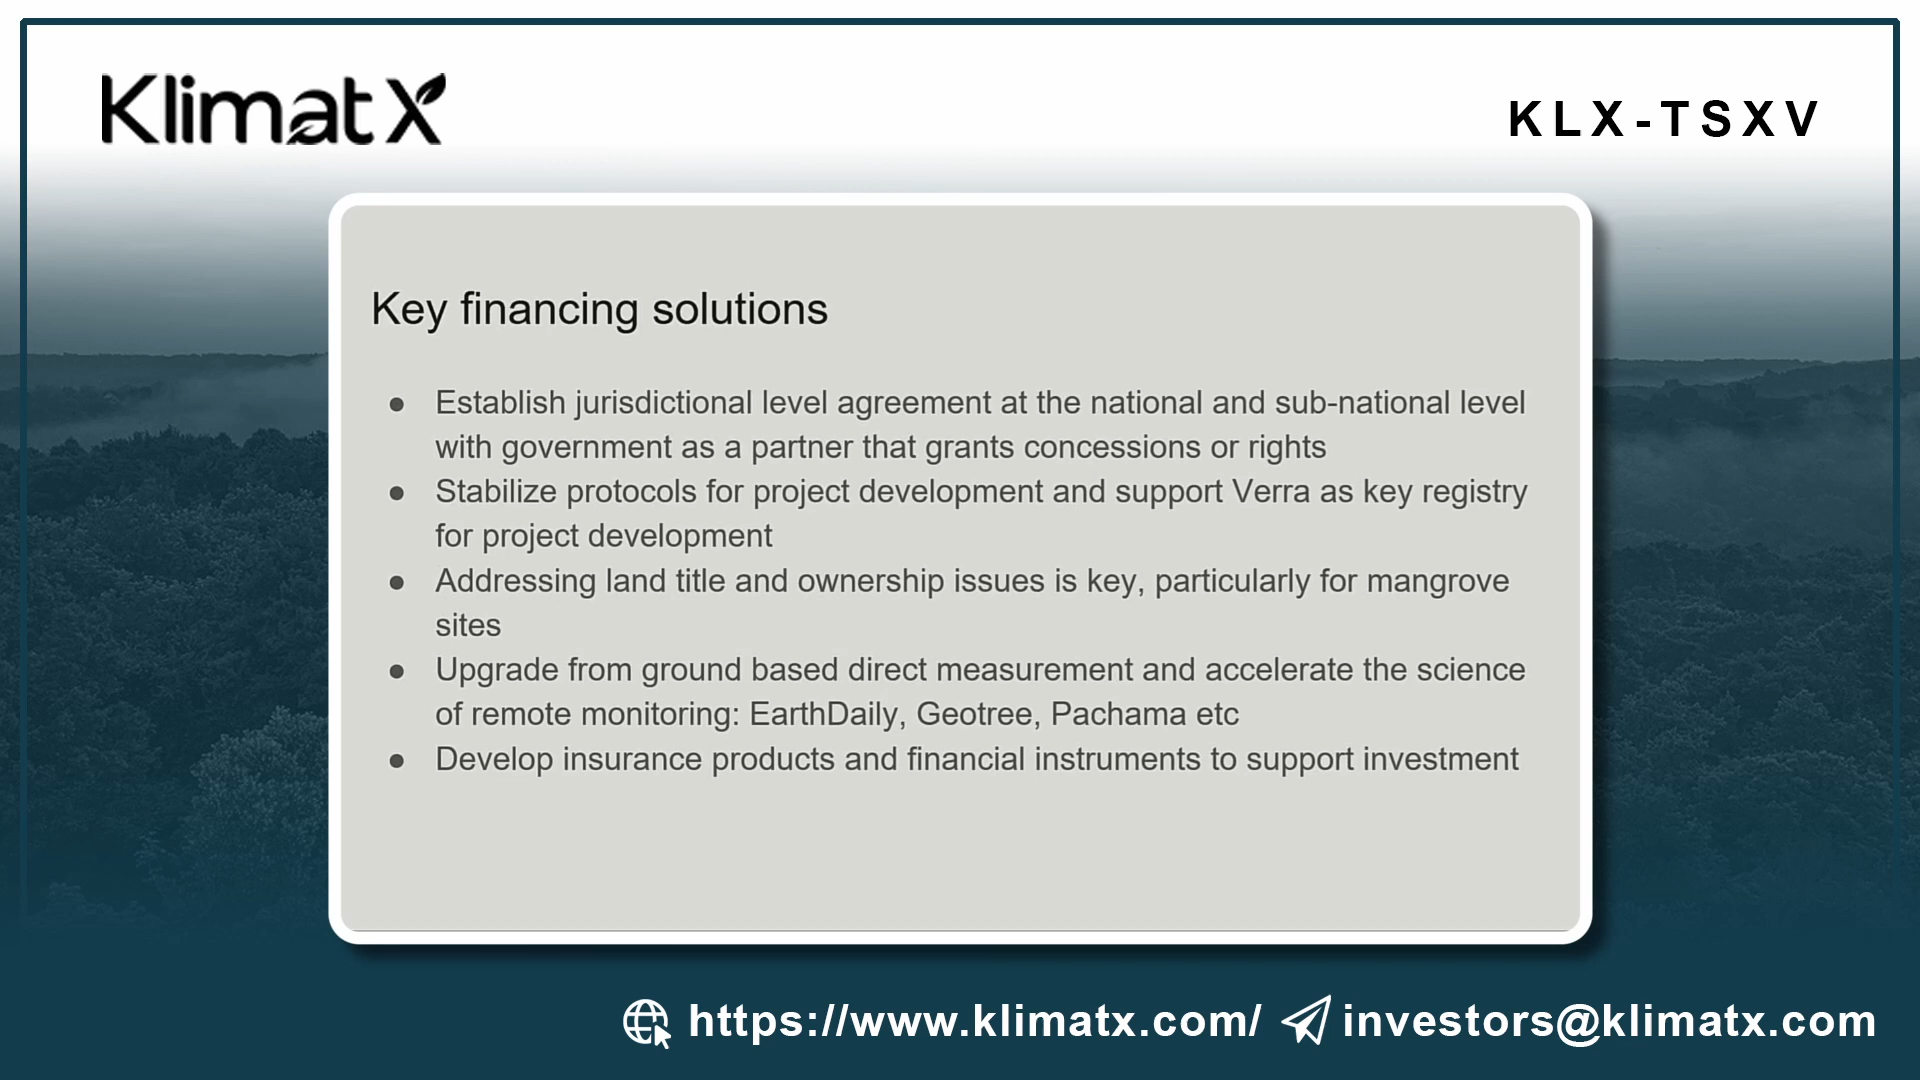 Klimat X
KLX-TSXV
Key financing solutions
● Establish jurisdictional level agreement at the national and sub-national level
with government as a partner that grants concessions or rights
● Stabilize protocols for project development and support Verra as key registry
for project development
● Addressing land title and ownership issues is key, particularly for mangrove
sites
● Upgrade from ground based direct measurement and accelerate the science
of remote monitoring: EarthDaily, Geotree, Pachama etc
● Develop insurance products and financial instruments to support investment
https://www.klimatx.com/ investors@klimatx.com